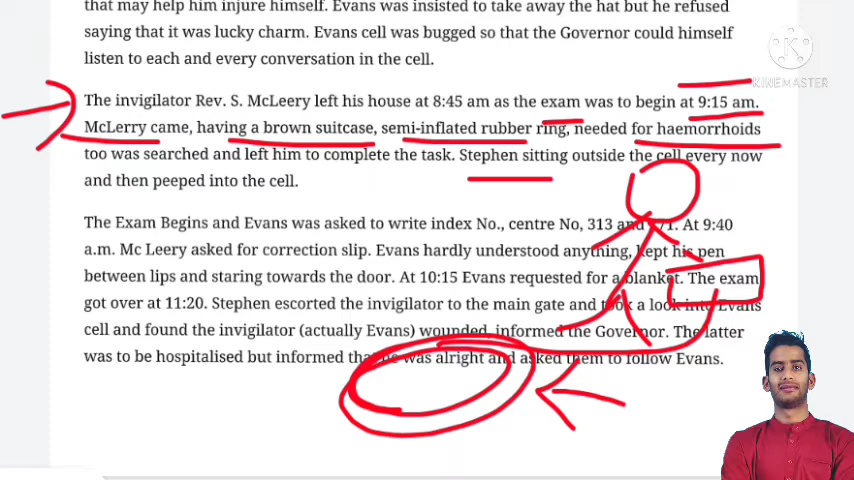 that may help him injure himself. Evans was insisted to take away the hat but he refused
saying that it was lucky charm. Evans cell was bugged so that the Governor could himself
listen to each and every conversation in the cell.
The invigilator Rev. S. McLeery left his house at 8:45 am as the exam was to begin at 9:15 am.
McLerry came, having a brown suitcase, semi-inflated rubber ring, needed for haemorrhoids
too was searched and left him to complete the task. Stephen sitting outside the cell every now
and then peeped into the cell.
The Exam Begins and Evans was asked to write index No., centre No, 313 and 71. At 9:40
a.m. Mc Leery asked for correction slip. Evans hardly understood anything, kept his pen
between lips and staring towards the door. At 10:15 Evans requested for a blanket. The exam
got over at 11:20. Stephen escorted the invigilator to the main gate and took a look into Evans
cell and found the invigilator (actually Evans) wounded, informed the Governor. The latter
was to be hospitalised but informed that he was alright and asked them to follow Evans.
KINEMASTER